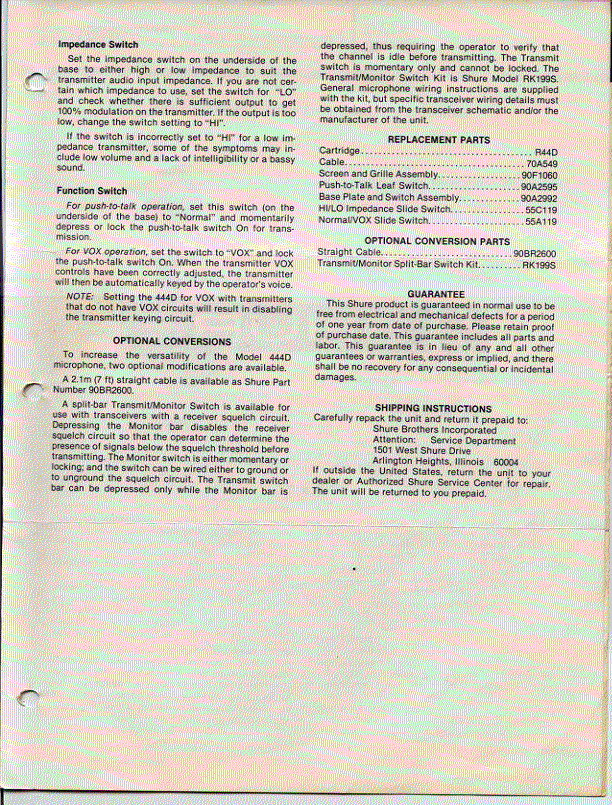 Impedance Switch
Set the impedance switch on the underside of the
base to either high or low impedance to suit the
transmitter audio input impedance. If you are not cer-
tain which impedance to use, set the switch for "LO"
and check whether there is sufficient output to get
100% modulation on the transmitter. If the output is too
low, change the switch setting to "HI".
If the switch is incorrectly set to "HI" for a low im-
pedance transmitter, some of the symptoms may in-
clude low volume and a lack of intelligibility or a bassy
sound.
Function Switch
For push-to-talk operation, set this switch (on the
underside of the base) to "Normal" and momentarily
depress or lock the push-to-talk switch On for trans-
mission.
For VOX operation, set the switch to "VOX" and lock
the push-to-talk switch On. When the transmitter VOX
controls have been correctly adjusted, the transmitter
will then be automatically keyed by the operator's voice.
NOTE: Setting the 444D for VOX with transmitters
that do not have VOX circuits will result in disabling
the transmitter keying circuit.
OPTIONAL CONVERSIONS
To increase the versatility of the Model 444D
microphone, two optional modifications are available.
A 2.1m (7 ft) straight cable is available as Shure Part
Number 90BR2600.
A split-bar Transmit/Monitor Switch is available for
use with transceivers with a receiver squelch circuit.
Depressing the Monitor bar disables the receiver
squelch circuit so that the operator can determine the
presence of signals below the squelch threshold before
transmitting. The Monitor switch is either momentary or
locking; and the switch can be wired either to ground or
to unground the squelch circuit. The Transmit switch
bar can be depressed only while the Monitor bar is
depressed, thus requiring the operator to verify that
the channel is idle before transmitting. The Transmit
switch is momentary only and cannot be locked. The
Transmit/Monitor Switch Kit is Shure Model RK199S.
General microphone wiring instructions are supplied
with the kit, but specific transceiver wiring details must
be obtained from the transceiver schematic and/or the
manufacturer of the unit.
REPLACEMENT PARTS
Cartridge.................................R44D
Cable.................................70A549
Screen and Grille Assembly.................90F1060
Push-to-Talk Leaf Switch..................90A2595
Base Plate and Switch Assembly............90A2992
HI/LO Impedance Slide Switch..............55C119
Normal/VOX Slide Switch..................55A119
OPTIONAL CONVERSION PARTS
Straight Cable..........................90BR2600
Transmit/Monitor Split-Bar Switch Kit.........RK199S
GUARANTEE
This Shure product is guaranteed in normal use to be
free from electrical and mechanical defects for a period
of one year from date of purchase. Please retain proof
of purchase date. This guarantee includes all parts and
labor. This guarantee is in lieu of any and all other
guarantees or warranties, express or implied, and there
shall be no recovery for any consequential or incidental
damages.
SHIPPING INSTRUCTIONS
Carefully repack the unit and return it prepaid to:
Shure Brothers Incorporated
Attention: Service Department
1501 West Shure Drive
Arlington Heights, Illinois 60004
If outside the United States, return the unit to your
dealer or Authorized Shure Service Center for repair.
The unit will be returned to you prepaid.